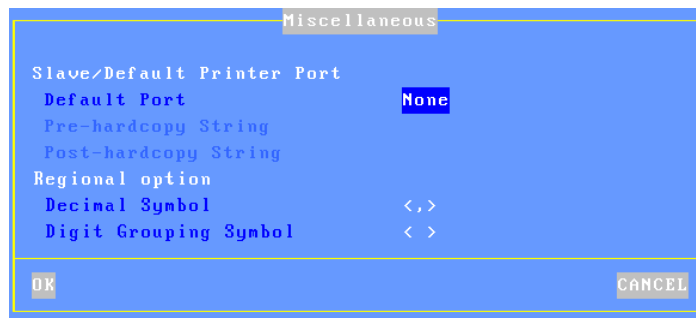 Miscellaneous
Slave/Default Printer Port
Default Port None
Pre-hardcopy String
Post-hardcopy String
Regional option
Decimal Symbol <,>
Digit Grouping Symbol < >
OK CANCEL